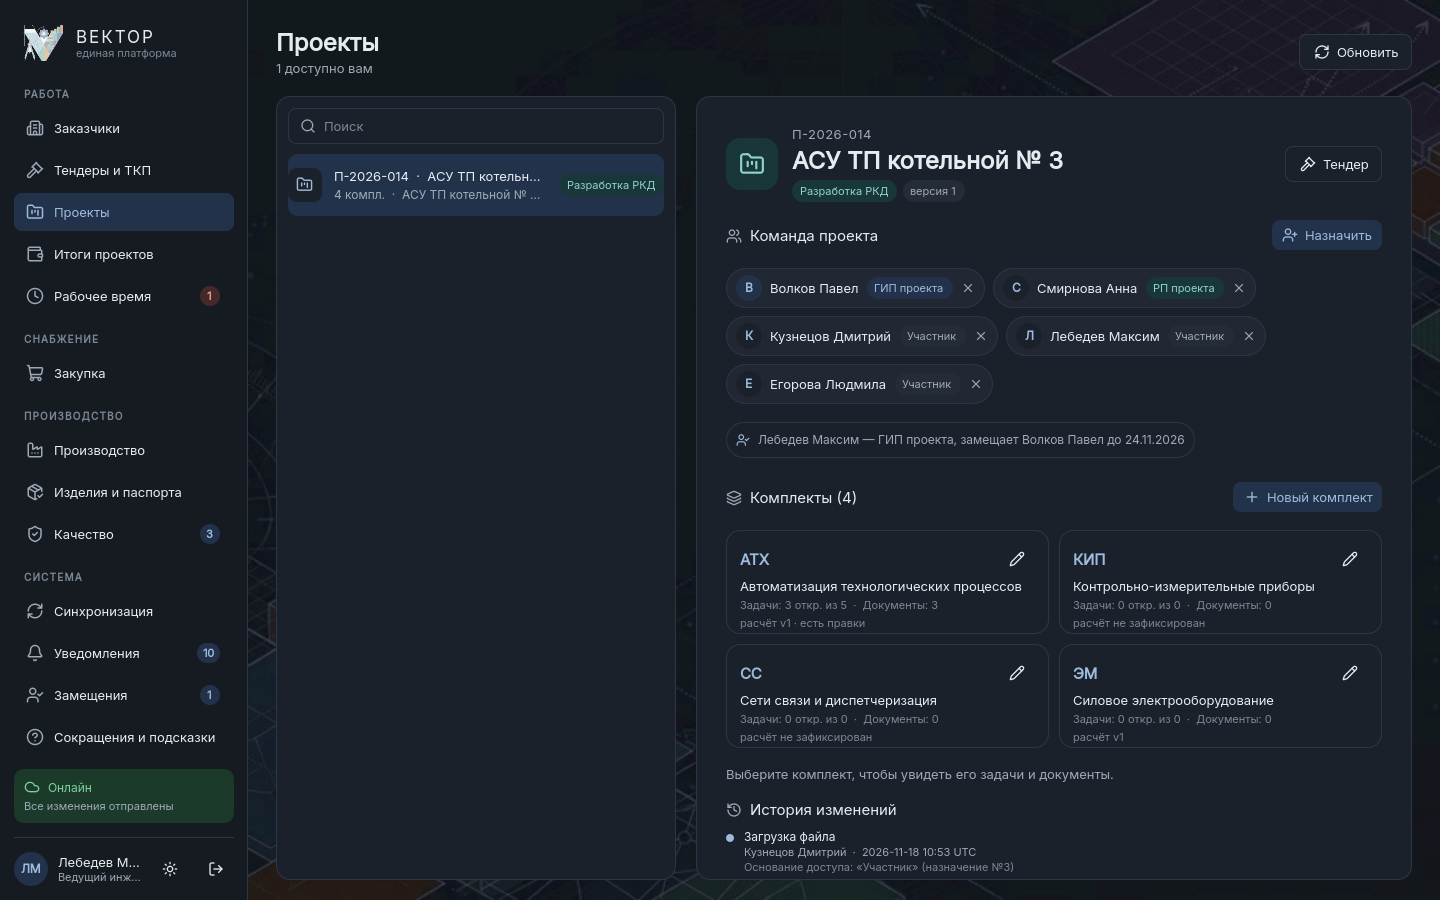 ВЕКТОР
единая платформа
РАБОТА
Заказчики
Тендеры и ТКП
Проекты
Итоги проектов
Рабочее время 1
СНАБЖЕНИЕ
Закупка
ПРОИЗВОДСТВО
Производство
Изделия и паспорта
Качество 3
СИСТЕМА
Синхронизация
Уведомления 10
Замещения 1
Сокращения и подсказки
Онлайн
Все изменения отправлены
ЛМ Лебедев М...
Ведущий инж...
Проекты
1 доступно вам
Обновить
Поиск
П-2026-014 · АСУ ТП котельн...
4 компл. · АСУ ТП котельной № ...
Разработка РКД
П-2026-014
АСУ ТП котельной № 3
Разработка РКД версия 1
Тендер
Команда проекта
Назначить
В Волков Павел ГИП проекта
С Смирнова Анна РП проекта
К Кузнецов Дмитрий Участник
Л Лебедев Максим Участник
Е Егорова Людмила Участник
Лебедев Максим — ГИП проекта, замещает Волков Павел до 24.11.2026
Комплекты (4)
Новый комплект
АТХ
Автоматизация технологических процессов
Задачи: 3 откр. из 5 · Документы: 3
расчёт v1 · есть правки
КИП
Контрольно-измерительные приборы
Задачи: 0 откр. из 0 · Документы: 0
расчёт не зафиксирован
СС
Сети связи и диспетчеризация
Задачи: 0 откр. из 0 · Документы: 0
расчёт не зафиксирован
ЭМ
Силовое электрооборудование
Задачи: 0 откр. из 0 · Документы: 0
расчёт v1
Выберите комплект, чтобы увидеть его задачи и документы.
История изменений
Загрузка файла
Кузнецов Дмитрий · 2026-11-18 10:53 UTC
Основание доступа: «Участник» (назначение №3)